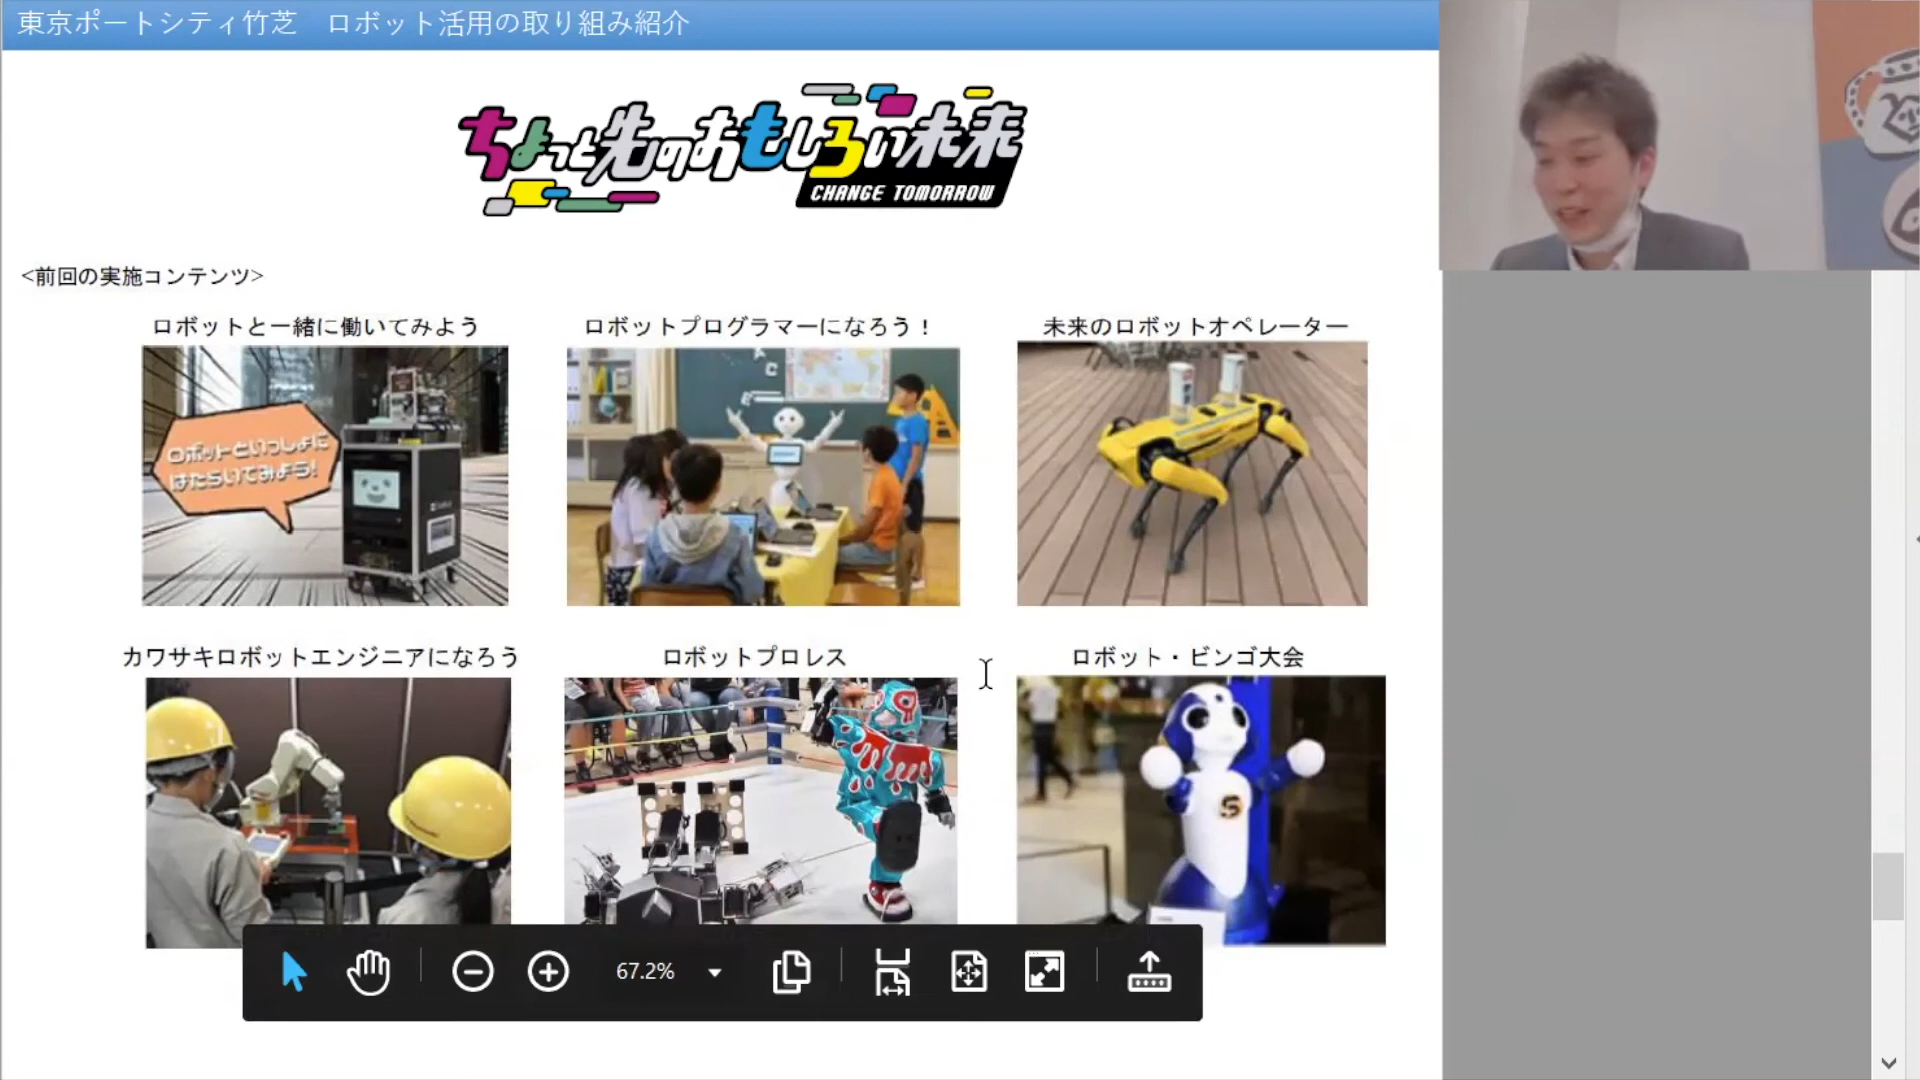 東京ポートシティ竹芝　ロボット活用の取り組み紹介
ちょっと先のおもしろい未来
CHANGE TOMORROW
<前回の実施コンテンツ>
ロボットと一緒に働いてみよう
ロボットプログラマーになろう！
未来のロボットオペレーター
ロボットといっしょに
はたらいてみよう!
カワサキロボットエンジニアになろう
ロボットプロレス
ロボット・ビンゴ大会
S
67.2%